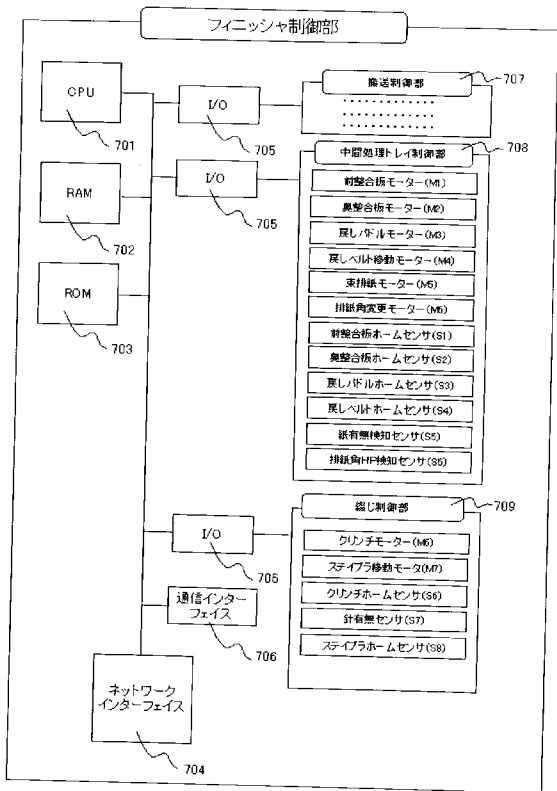 フィニッシャ制御部
CPU
701
RAM
702
ROM
703
I/O
705
I/O
705
搬送制御部
707
中間処理トレイ制御部
708
前整合板モーター(M1)
奥整合板モーター(M2)
戻しパドルモーター(M3)
戻しベルト移動モーター(M4)
束排紙モーター(M5)
排紙角変更モーター(M6)
前整合板ホームセンサ(S1)
奥整合板ホームセンサ(S2)
戻しパドルホームセンサ(S3)
戻しベルトホームセンサ(S4)
紙有無検知センサ(S5)
排紙角HP検知センサ(S6)
I/O
705
綴じ制御部
709
クリンチモーター(M6)
ステイプラ移動モータ(M7)
クリンチホームセンサ(S6)
針有無センサ(S7)
ステイプラホームセンサ(S8)
通信インター
フェイス
706
ネットワーク
インターフェイス
704